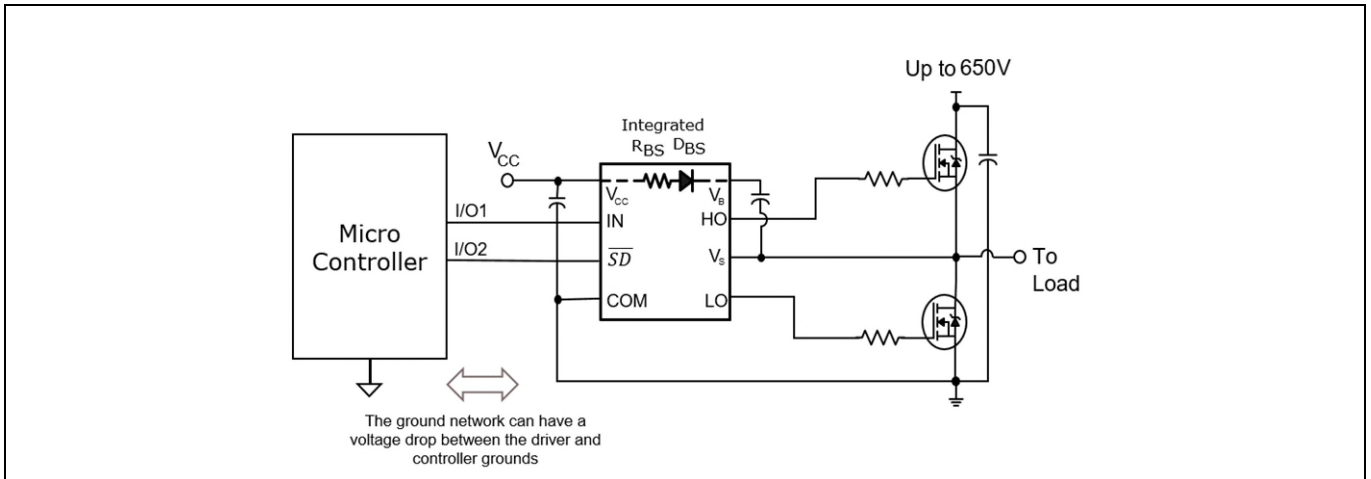 Up to 650V
Integrated
RBS DBS
VCC
Micro
Controller
I/O1
I/O2
Vcc
IN
SD
COM
VB
HO
VS
LO
To
Load
The ground network can have a
voltage drop between the driver and
controller grounds